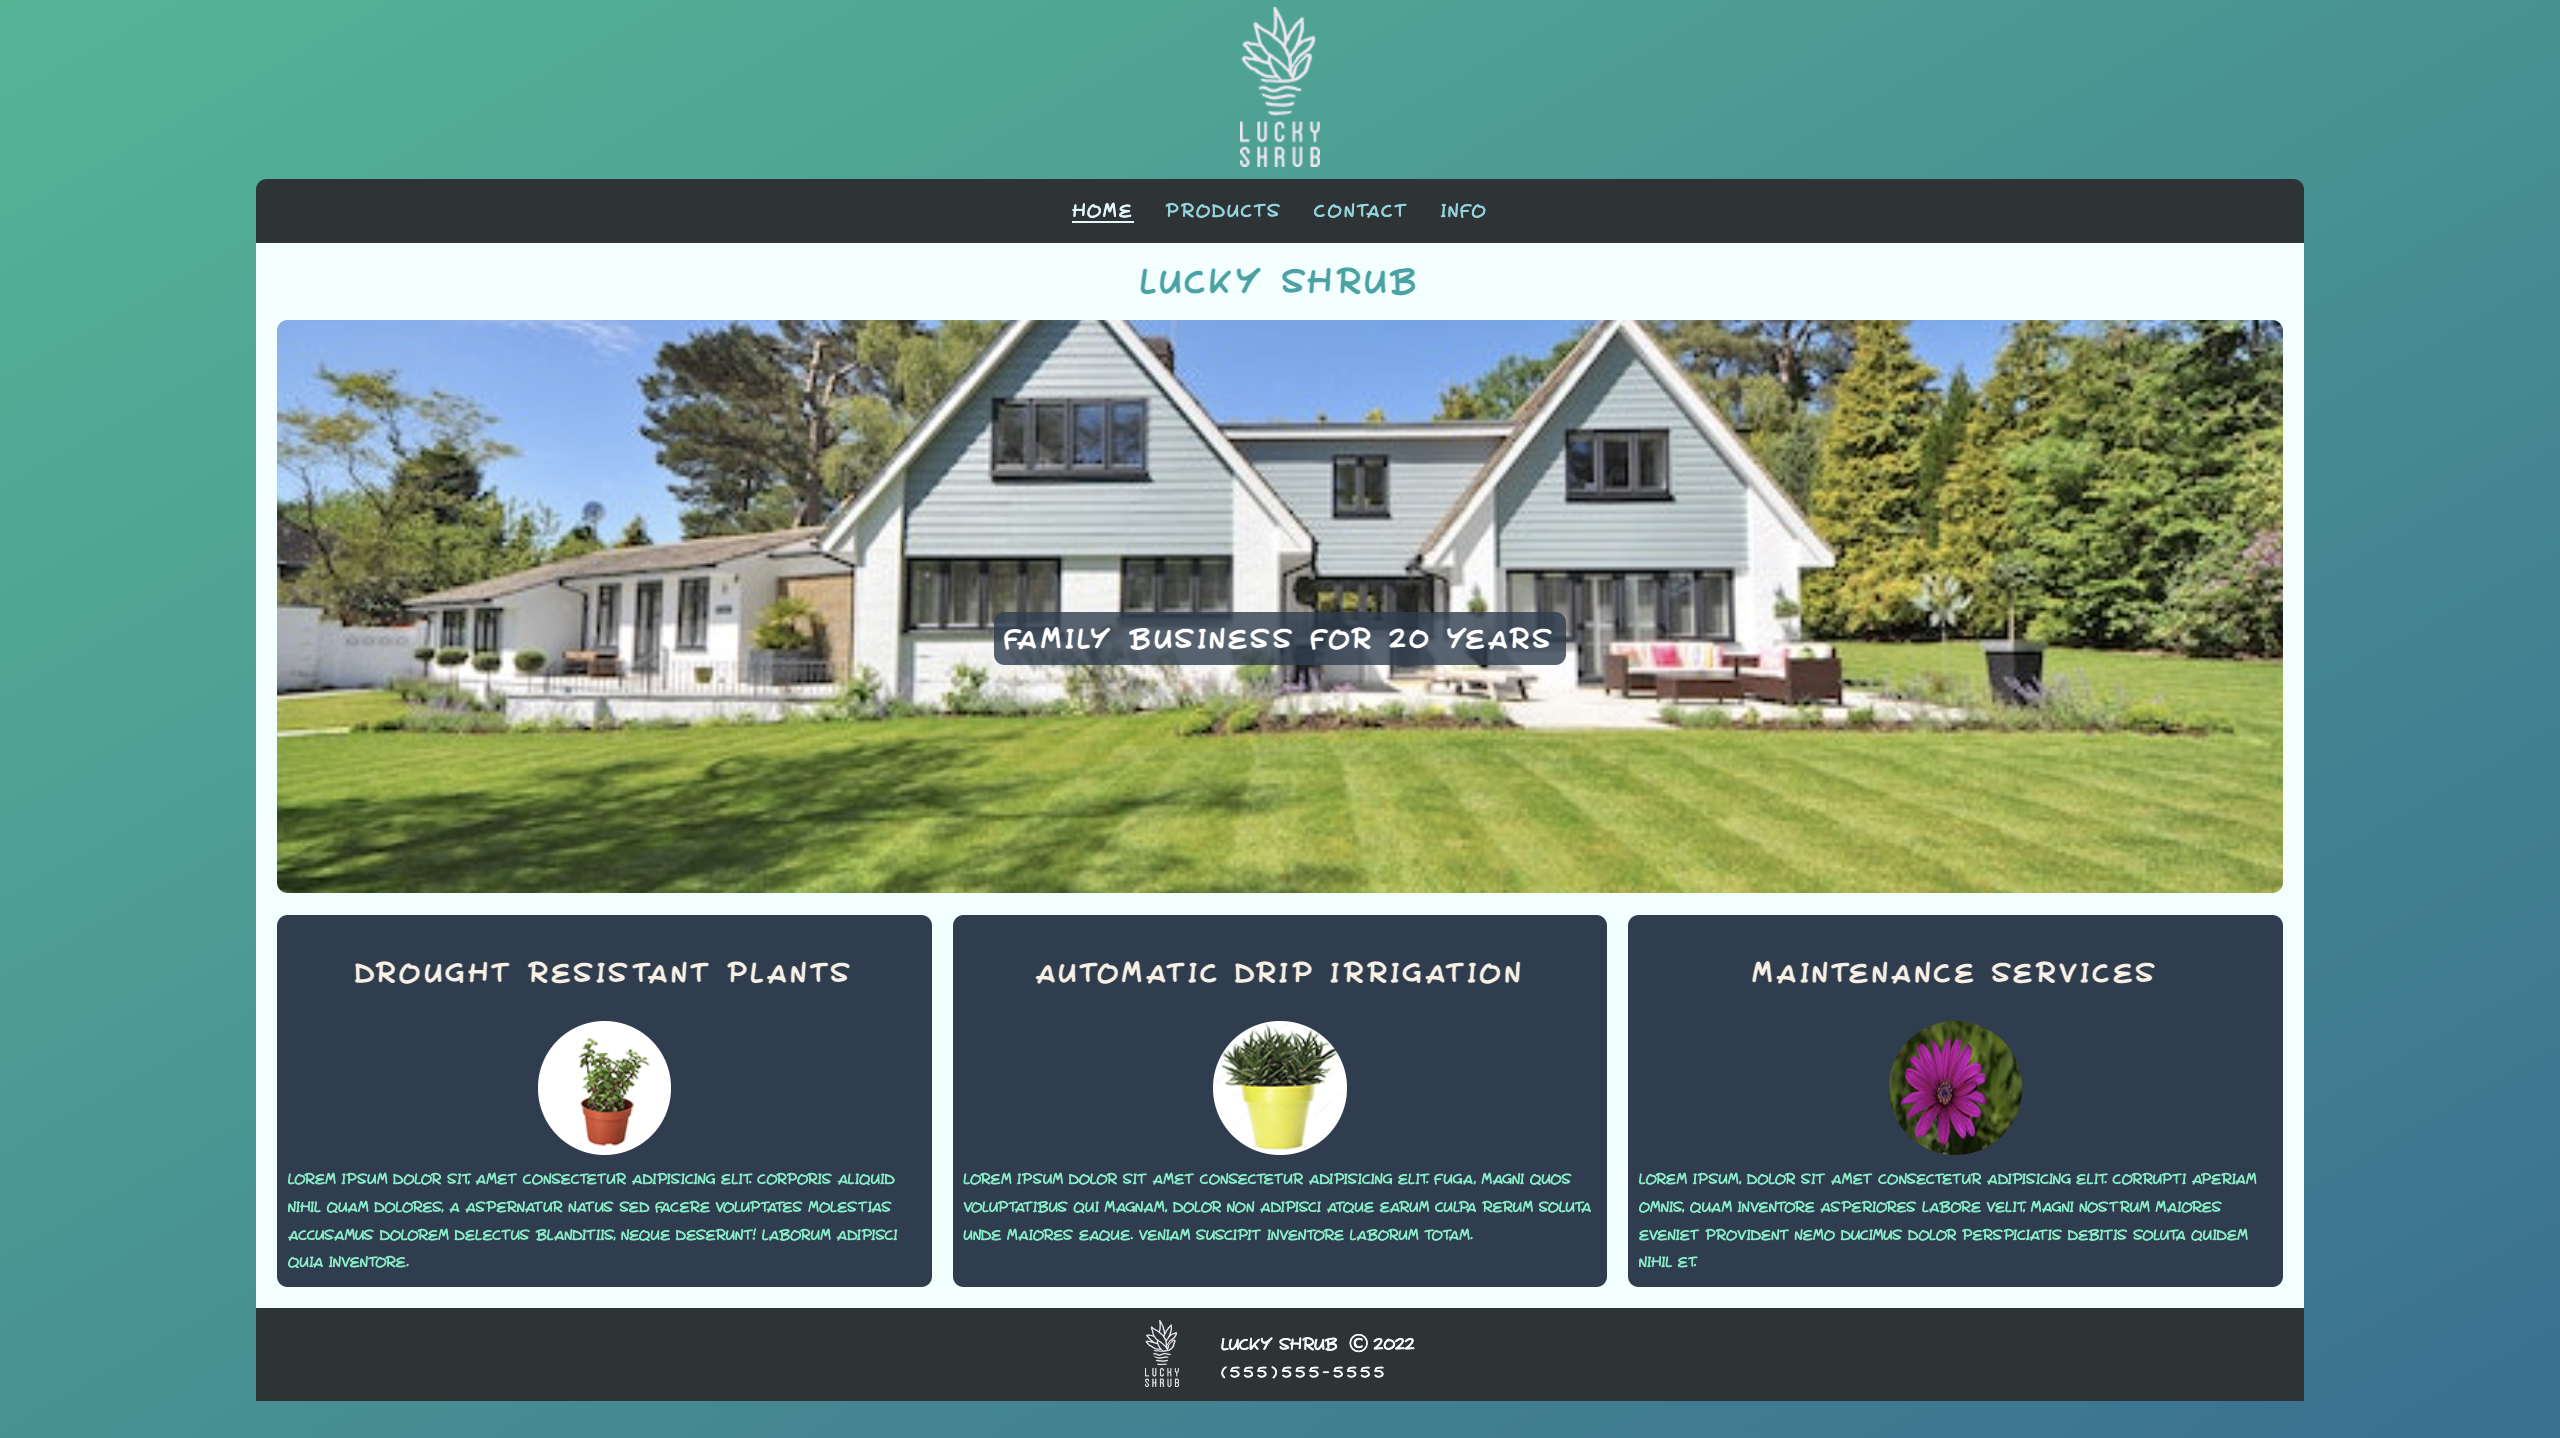 LUCKY
SHRUB
HOME PRODUCTS CONTACT INFO
LUCKY SHRUB
FAMILY BUSINESS FOR 20 YEARS
DROUGHT RESISTANT PLANTS
LOREM IPSUM DOLOR SIT, AMET CONSECTETUR ADIPISICING ELIT. CORPORIS ALIQUID
NIHIL QUAM DOLORES, A ASPERNATUR NATUS SED FACERE VOLUPTATES MOLESTIAS
ACCUSAMUS DOLOREM DELECTUS BLANDITIIS, NEQUE DESERUNT! LABORUM ADIPISCI
QUIA INVENTORE.
AUTOMATIC DRIP IRRIGATION
LOREM IPSUM DOLOR SIT AMET CONSECTETUR ADIPISICING ELIT. FUGA, MAGNI QUOS
VOLUPTATIBUS QUI MAGNAM, DOLOR NON ADIPISCI ATQUE EARUM CULPA RERUM SOLUTA
UNDE MAIORES EAQUE. VENIAM SUSCIPIT INVENTORE LABORUM TOTAM.
MAINTENANCE SERVICES
LOREM IPSUM, DOLOR SIT AMET CONSECTETUR ADIPISICING ELIT. CORRUPTI APERIAM
OMNIS, QUAM INVENTORE ASPERIORES LABORE VELIT, MAGNI NOSTRUM MAIORES
EVENIET PROVIDENT NEMO DUCIMUS DOLOR PERSPICIATIS DEBITIS SOLUTA QUIDEM
NIHIL ET.
LUCKY
SHRUB
LUCKY SHRUB © 2022
(555)555-5555